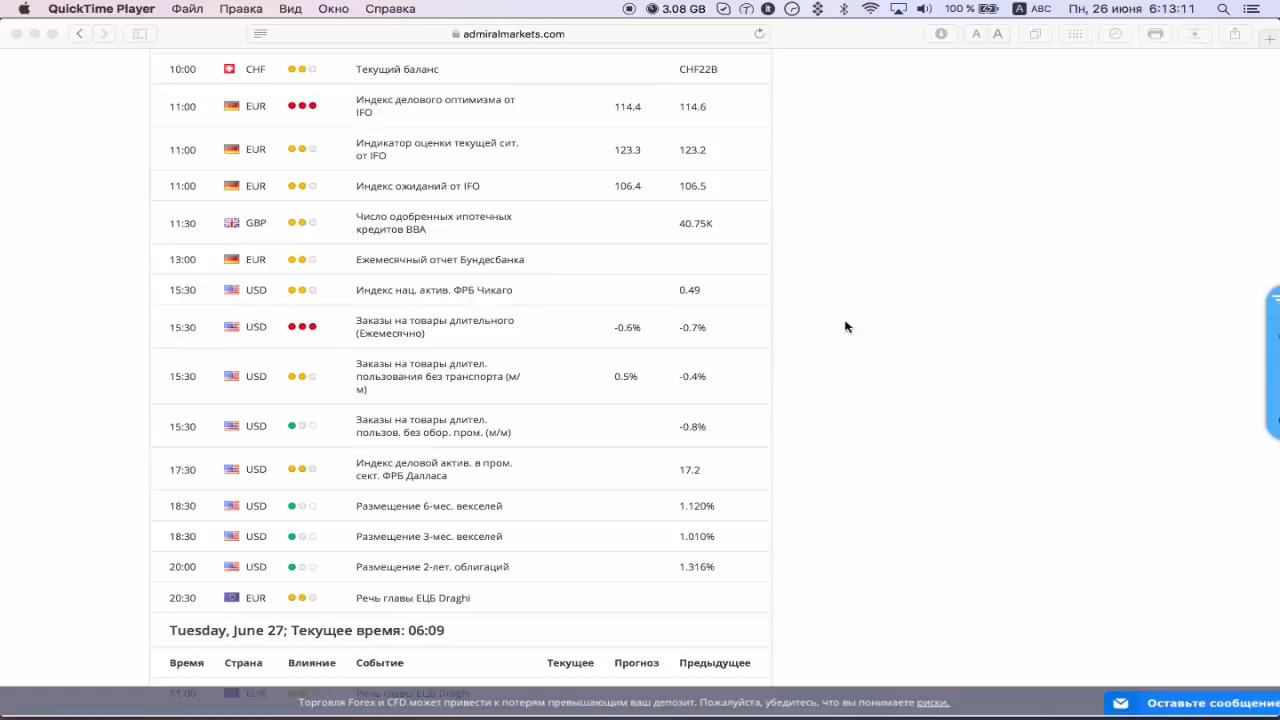 QuickTime Player Файл Правка Вид Окно Справка 3.08 GB 100 % A ABC Пн, 26 июня 6:13:11
admiralmarkets.com A A
10:00 CHF Текущий баланс CHF22B
11:00 EUR Индекс делового оптимизма от 114.4 114.6
IFO
11:00 EUR Индикатор оценки текущей сит. 123.3 123.2
от IFO
11:00 EUR Индекс ожиданий от IFO 106.4 106.5
11:30 GBP Число одобренных ипотечных 40.75K
кредитов BBA
13:00 EUR Ежемесячный отчет Бундесбанка
15:30 USD Индекс нац. актив. ФРБ Чикаго 0.49
15:30 USD Заказы на товары длительного -0.6% -0.7%
(Ежемесячно)
15:30 USD Заказы на товары длител. 0.5% -0.4%
пользования без транспорта (м/
м)
15:30 USD Заказы на товары длител. -0.8%
пользов. без обор. пром. (м/м)
17:30 USD Индекс деловой актив. в пром. 17.2
сект. ФРБ Далласа
18:30 USD Размещение 6-мес. векселей 1.120%
18:30 USD Размещение 3-мес. векселей 1.010%
20:00 USD Размещение 2-лет. облигаций 1.316%
20:30 EUR Речь главы ЕЦБ Draghi
Tuesday, June 27; Текущее время: 06:09
Время Страна Влияние Событие Текущее Прогноз Предыдущее
11:00 EUR Речь главы ЕЦБ Draghi
Торговля Forex и CFD может привести к потерям превышающим ваш депозит. Пожалуйста, убедитесь, что вы понимаете риски.
Оставьте сообщение